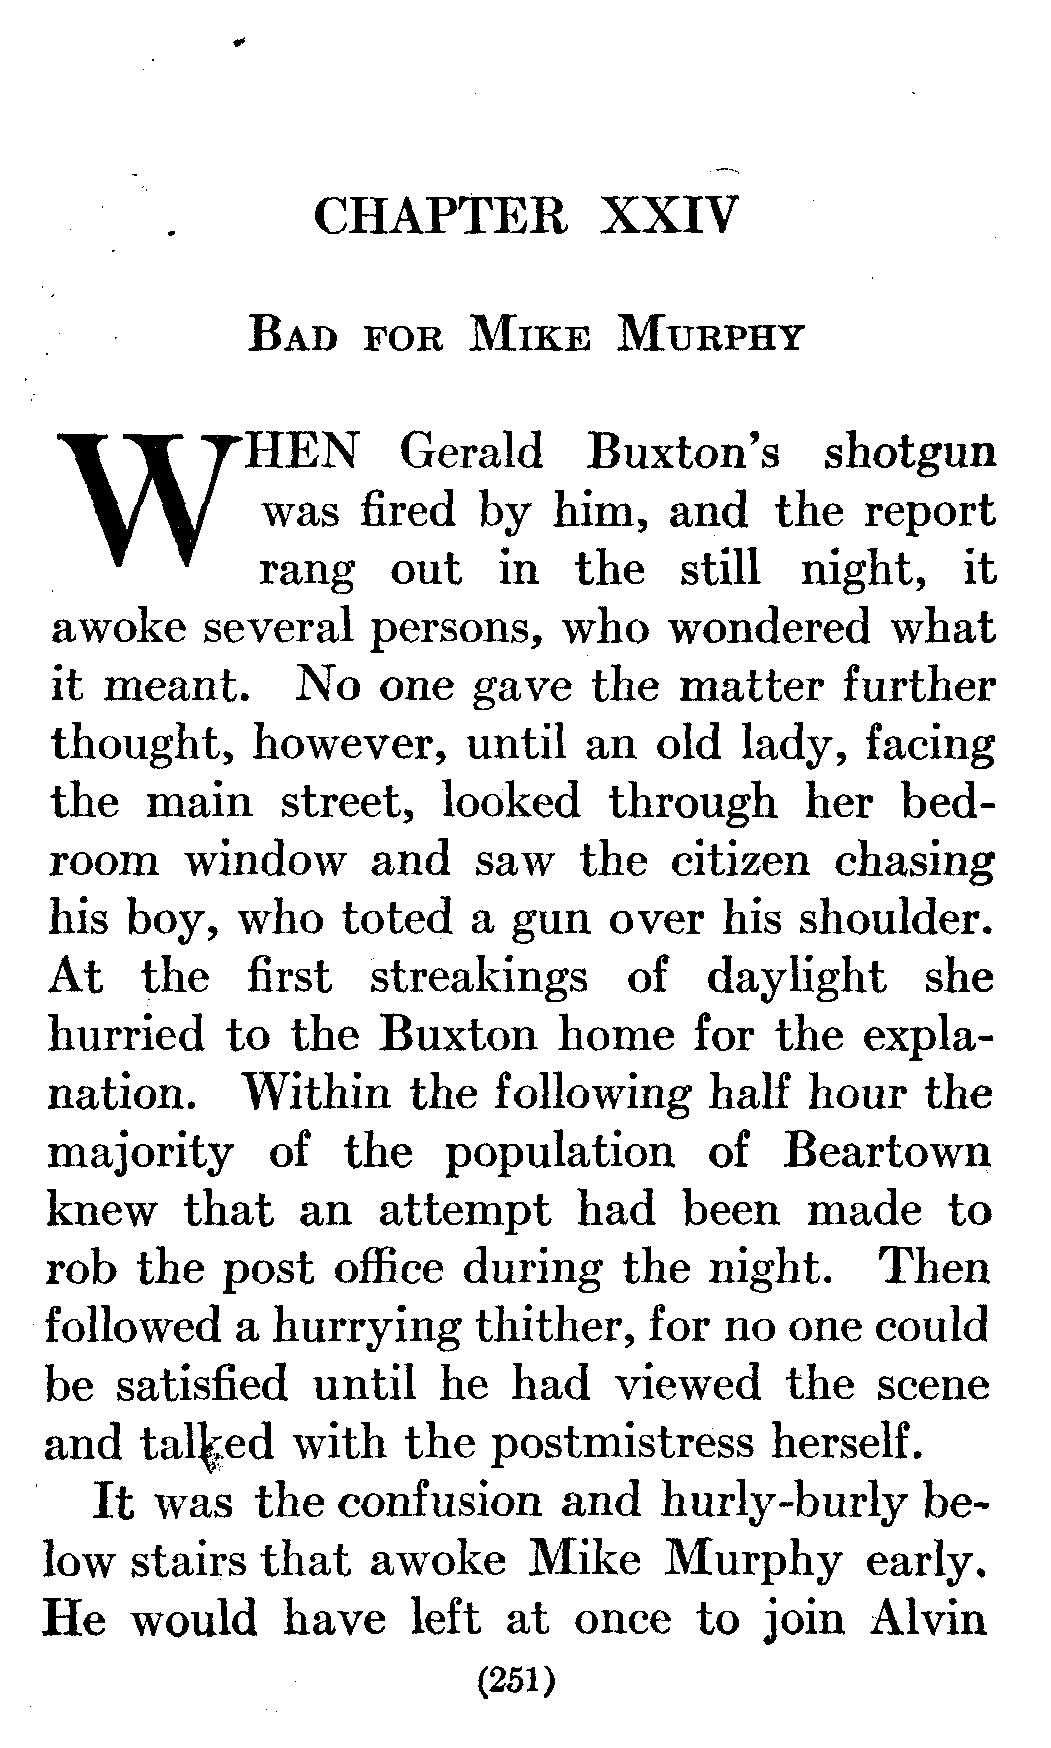 CHAPTER XXIV
BAD FOR MIKE MURPHY
WHEN Gerald Buxton's shotgun
was fired by him, and the report
rang out in the still night, it
awoke several persons, who wondered what
it meant. No one gave the matter further
thought, however, until an old lady, facing
the main street, looked through her bed-
room window and saw the citizen chasing
his boy, who toted a gun over his shoulder.
At the first streakings of daylight she
hurried to the Buxton home for the expla-
nation. Within the following half hour the
majority of the population of Beartown
knew that an attempt had been made to
rob the post office during the night. Then
followed a hurrying thither, for no one could
be satisfied until he had viewed the scene
and talked with the postmistress herself.
It was the confusion and hurly-burly be-
low stairs that awoke Mike Murphy early.
He would have left at once to join Alvin
(251)